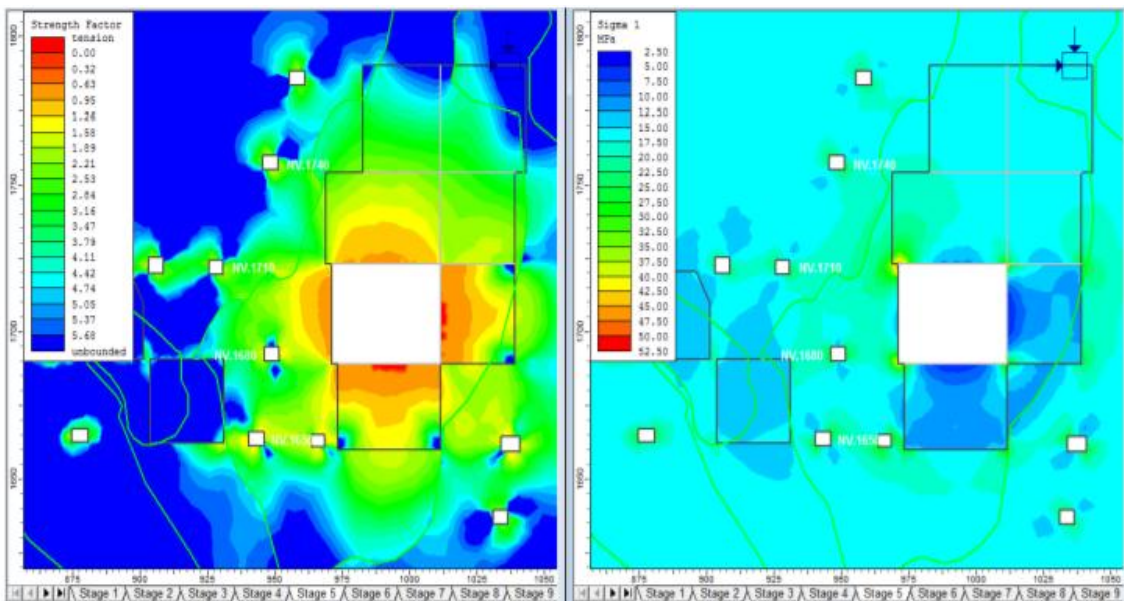 Strength Factor
tension
0.00
0.32
0.63
0.95
1.26
1.58
1.89
2.21
2.53
2.84
3.16
3.47
3.79
4.11
4.42
4.74
5.05
5.37
5.68
unbounded
1800
1750
1700
1650
NV.1740
NV.1710
NV.1680
NV.1650
875 900 925 950 975 1000 1025 1050
Stage 1 Stage 2 Stage 3 Stage 4 Stage 5 Stage 6 Stage 7 Stage 8 Stage 9
Sigma 1
MPa
2.50
5.00
7.50
10.00
12.50
15.00
17.50
20.00
22.50
25.00
27.50
30.00
32.50
35.00
37.50
40.00
42.50
45.00
47.50
50.00
52.50
1800
1750
1700
1650
NV.1740
NV.1710
NV.1680
NV.1650
875 900 925 950 975 1000 1025 1050
Stage 1 Stage 2 Stage 3 Stage 4 Stage 5 Stage 6 Stage 7 Stage 8 Stage 9